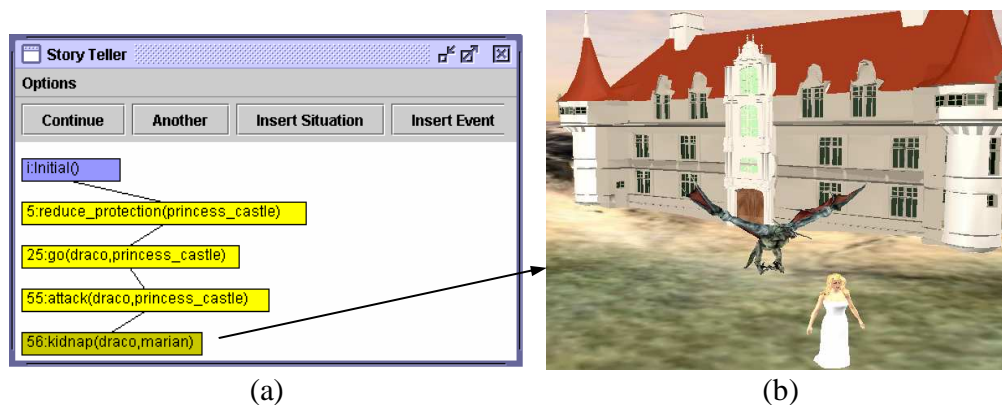 Story Teller
Options
Continue Another Insert Situation Insert Event
i:Initial()
5:reduce_protection(princess_castle)
25:go(draco,princess_castle)
55:attack(draco,princess_castle)
56:kidnap(draco,marian)
(a) (b)